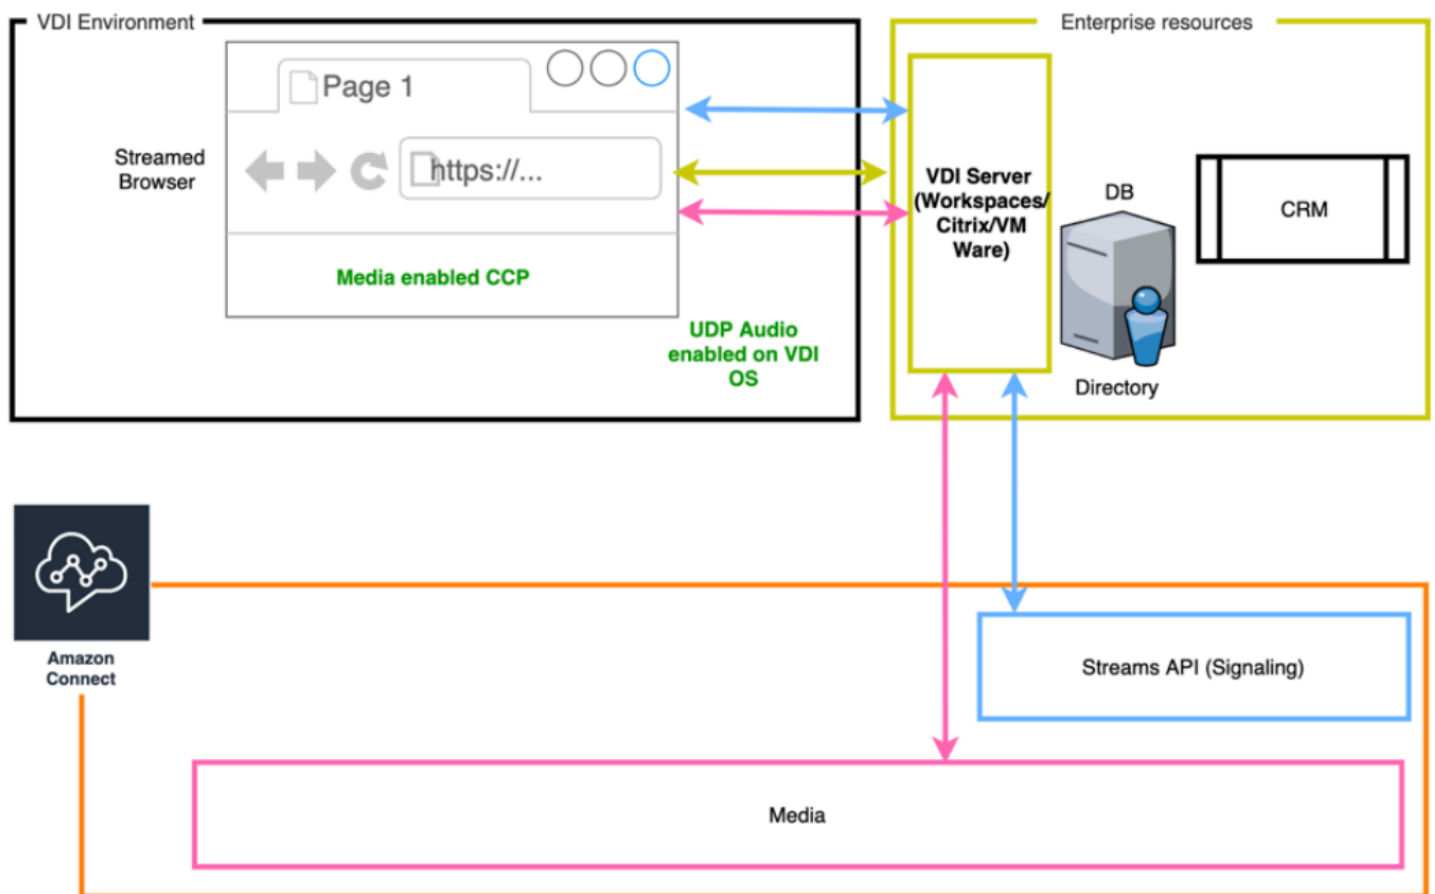 VDI Environment
Enterprise resources
Page 1
https://...
Streamed
Browser
Media enabled CCP
UDP Audio
enabled on VDI
OS
VDI Server
(Workspaces/
Citrix/VM
Ware)
DB
CRM
Directory
Amazon
Connect
Streams API (Signaling)
Media